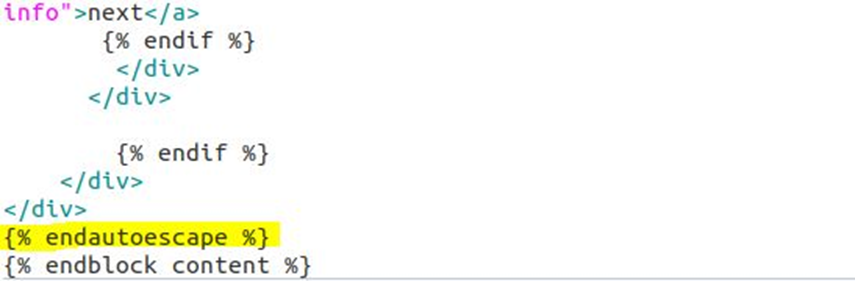 info">next</a>
{% endif %}
</div>
</div>
{% endif %}
</div>
</div>
{% endautoescape %}
{% endblock content %}